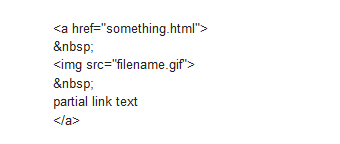 <a href="something.html">
&nbsp;
<img src="filename.gif">
&nbsp;
partial link text
</a>